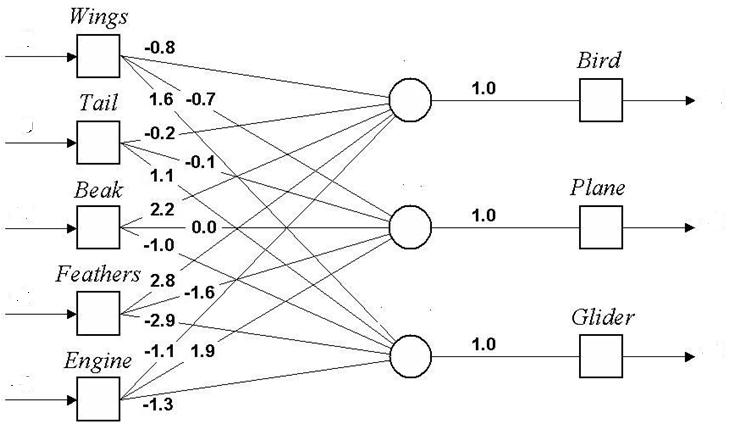 Wings
-0.8
1.6 -0.7
Tail
-0.2
-0.1
1.1
Beak
2.2
0.0
-1.0
Feathers
2.8
-1.6
-2.9
Engine
-1.1 1.9
-1.3
1.0
Bird
1.0
Plane
1.0
Glider